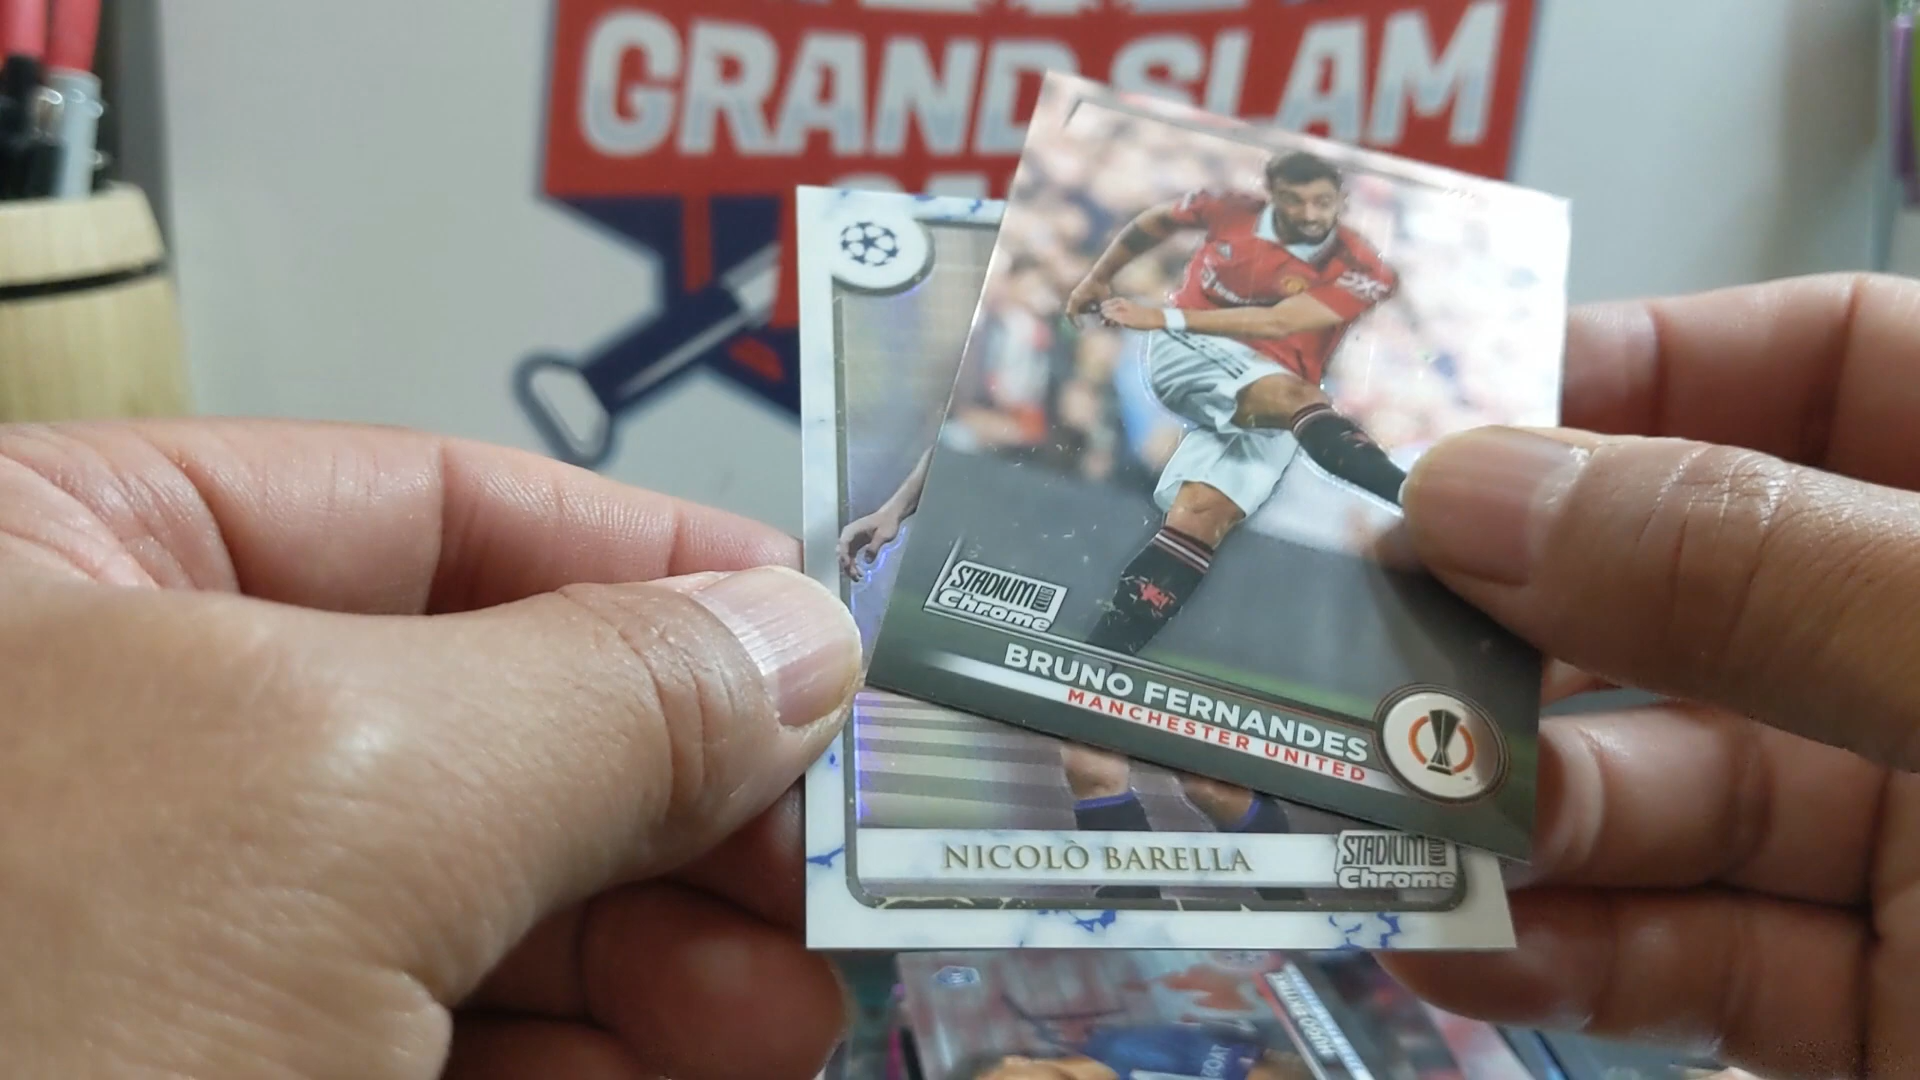 GRAND SLAM
STADIUM CLUB
Chrome
BRUNO FERNANDES
MANCHESTER UNITED
NICOLÒ BARELLA
STADIUM CLUB
Chrome